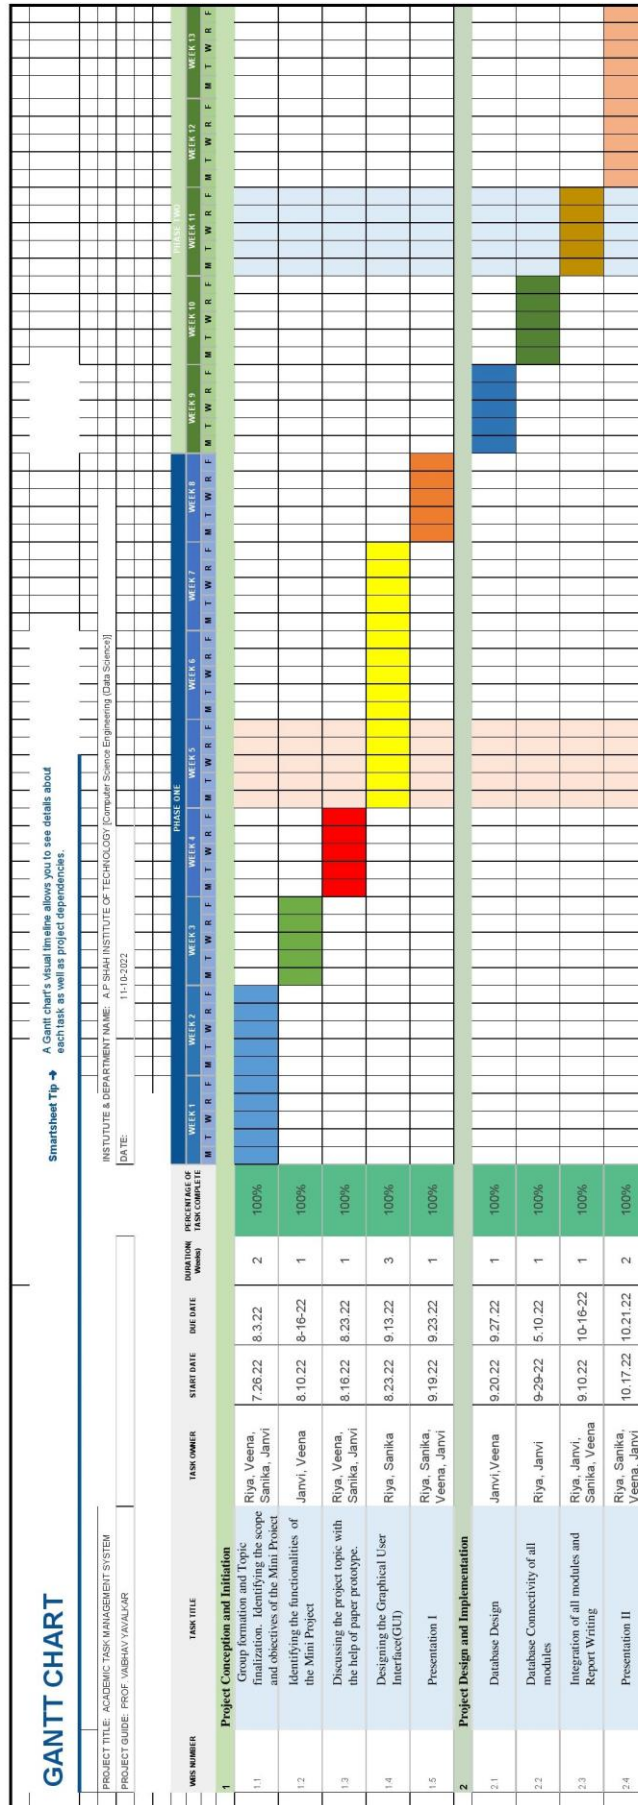 GANTT CHART
Smartsheet Tip ➔ A Gantt chart's visual timeline allows you to see details about
each task as well as project dependencies.
PROJECT TITLE: ACADEMIC TASK MANAGEMENT SYSTEM
INSTUTUTE & DEPARTMENT NAME: A.P SHAH INSTITUTE OF TECHNOLOGY [Computer Science Engineering (Data Science)]
PROJECT GUIDE: PROF. VAIBHAV YAVALKAR
DATE: 11-10-2022
PHASE ONE PHASE TWO
WBS NUMBER TASK TITLE TASK OWNER START DATE DUE DATE DURATION( Weeks) PERCENTAGE OF TASK COMPLETE
WEEK 1 WEEK 2 WEEK 3 WEEK 4 WEEK 5 WEEK 6 WEEK 7 WEEK 8 WEEK 9 WEEK 10 WEEK 11 WEEK 12 WEEK 13
M T W R F M T W R F M T W R F M T W R F M T W R F M T W R F M T W R F M T W R F M T W R F M T W R F M T W R F M T W R F M T W R F
1 Project Conception and Initiation
1.1 Group formation and Topic
finalization. Identifying the scope
and objectives of the Mini Project
Riya, Veena,
Sanika, Janvi
7.26.22 8.3.22 2 100%
1.2 Identifying the functionalities of
the Mini Project
Janvi, Veena 8.10.22 8-16-22 1 100%
1.3 Discussing the project topic with
the help of paper prototype.
Riya, Veena,
Sanika, Janvi
8.16.22 8.23.22 1 100%
1.4 Designing the Graphical User
Interface(GUI)
Riya, Sanika 8.23.22 9.13.22 3 100%
1.5 Presentation I
Riya, Sanika,
Veena, Janvi
9.19.22 9.23.22 1 100%
2 Project Design and Implementation
2.1 Database Design Janvi,Veena 9.20.22 9.27.22 1 100%
2.2 Database Connectivity of all
modules
Riya, Janvi 9-29-22 5.10.22 1 100%
2.3 Integration of all modules and
Report Writing
Riya, Janvi,
Sanika, Veena
9.10.22 10-16-22 1 100%
2.4 Presentation II
Riya, Sanika,
Veena, Janvi
10.17.22 10.21.22 2 100%